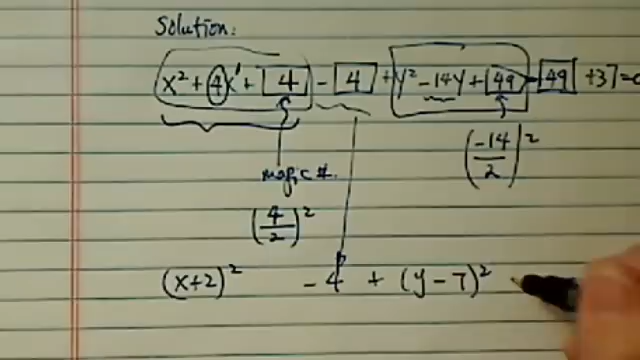 Solution:
x² + 4x¹ + 4 - 4 + y² - 14y + 49 - 49 + 37 = 0
(-14/2)²
magic #.
(4/2)²
(x+2)² - 4 + (y-7)²